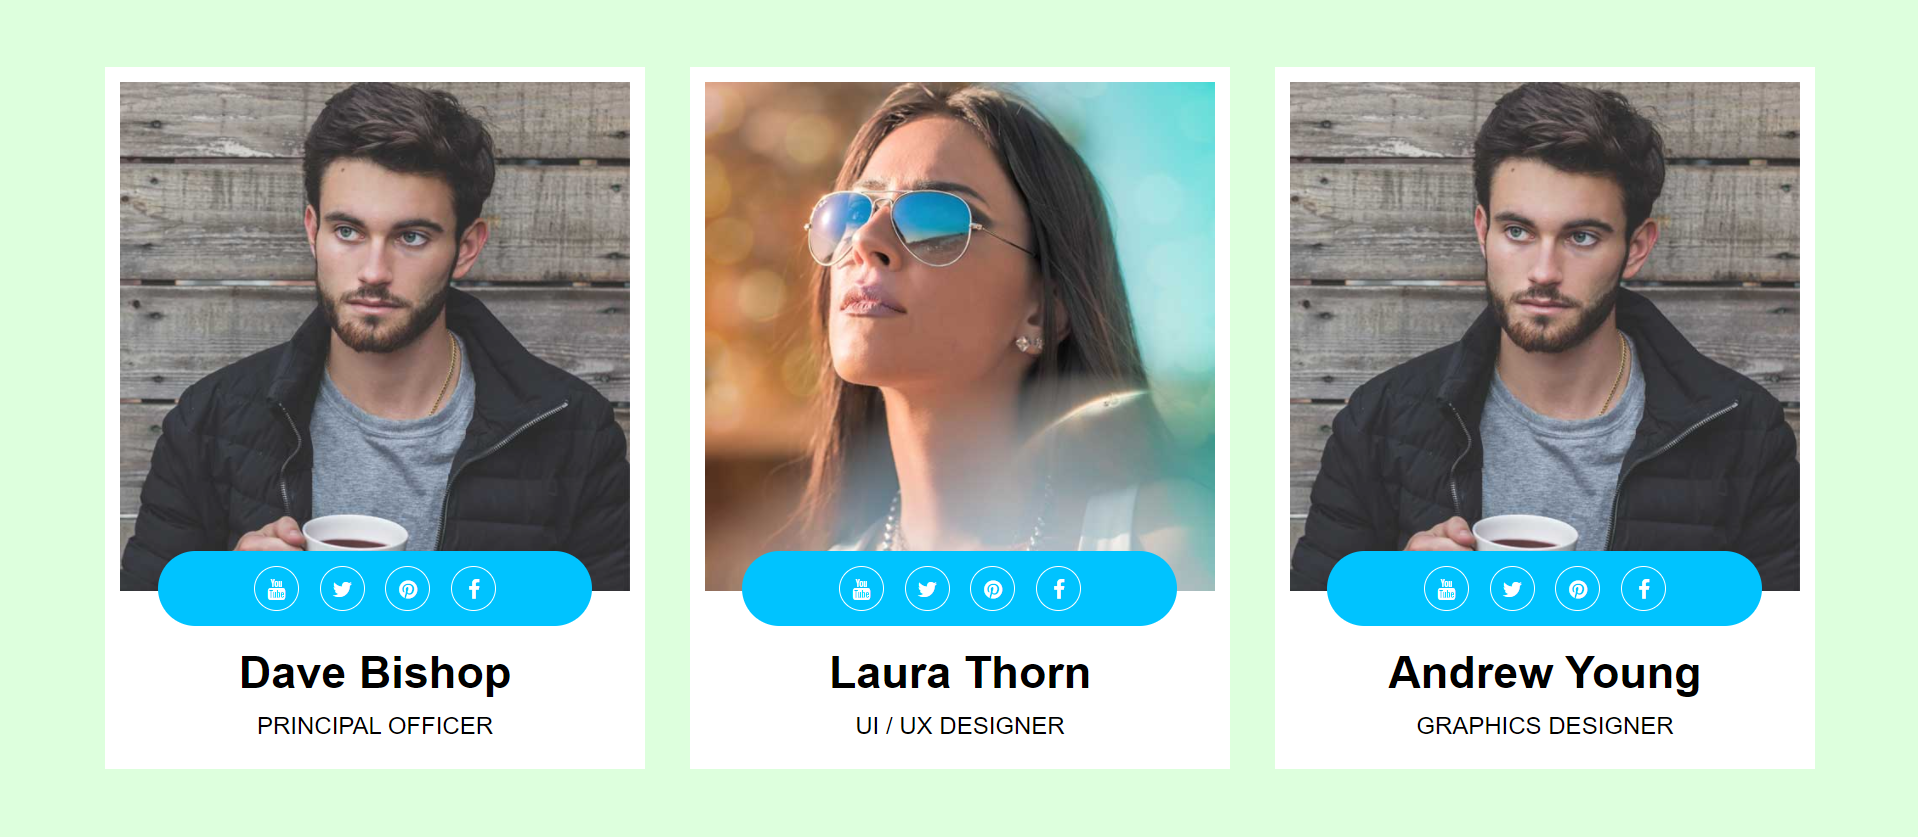 You Tube
You Tube
You Tube
Dave Bishop
PRINCIPAL OFFICER
Laura Thorn
UI / UX DESIGNER
Andrew Young
GRAPHICS DESIGNER